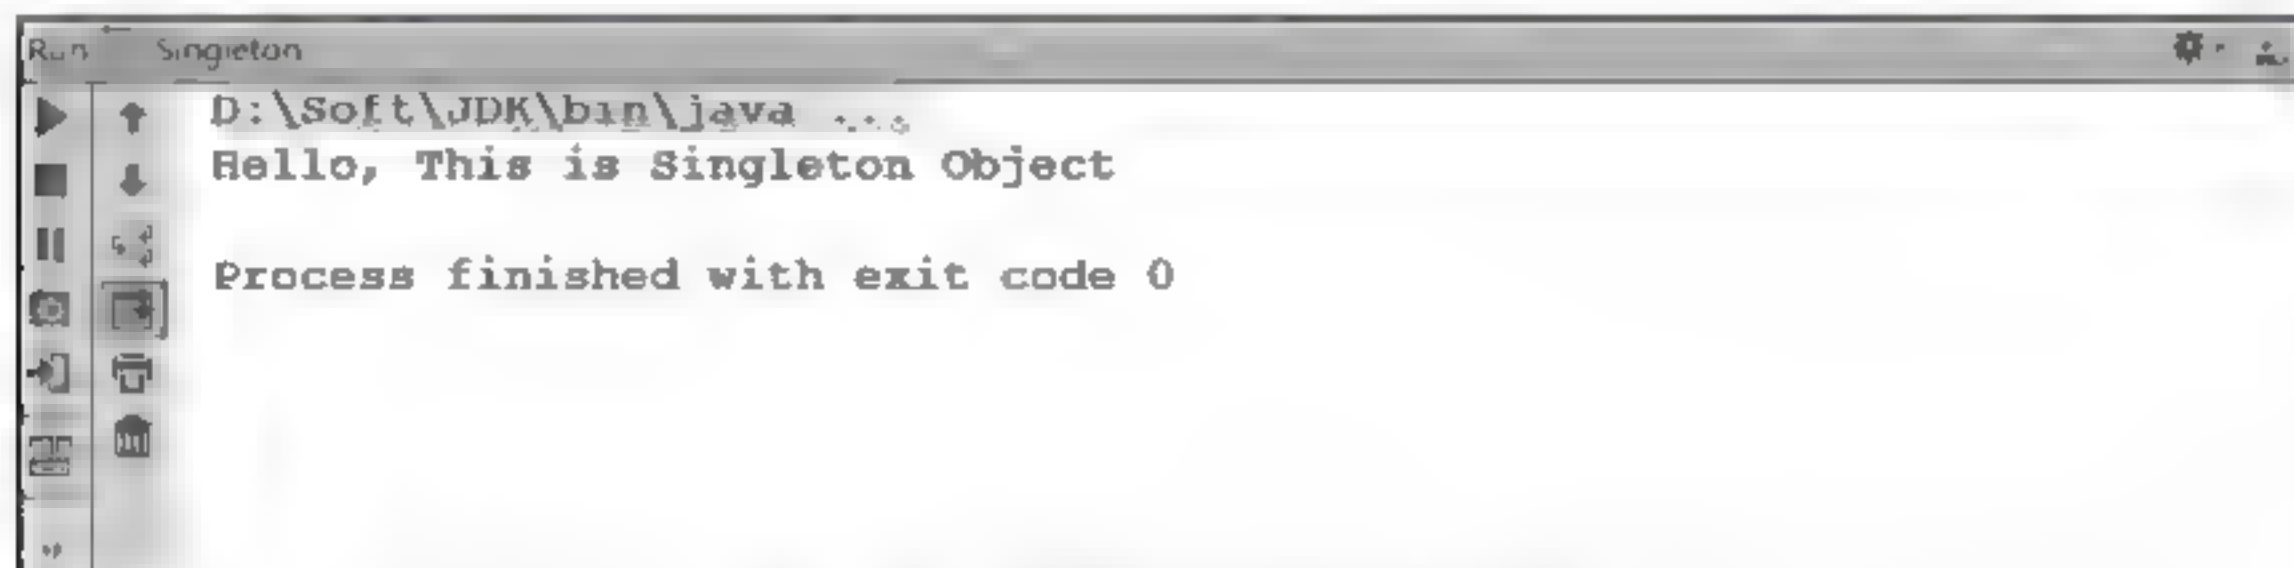 Run Singleton
D:\Soft\JDK\bin\java ...
Hello, This is Singleton Object
Process finished with exit code 0